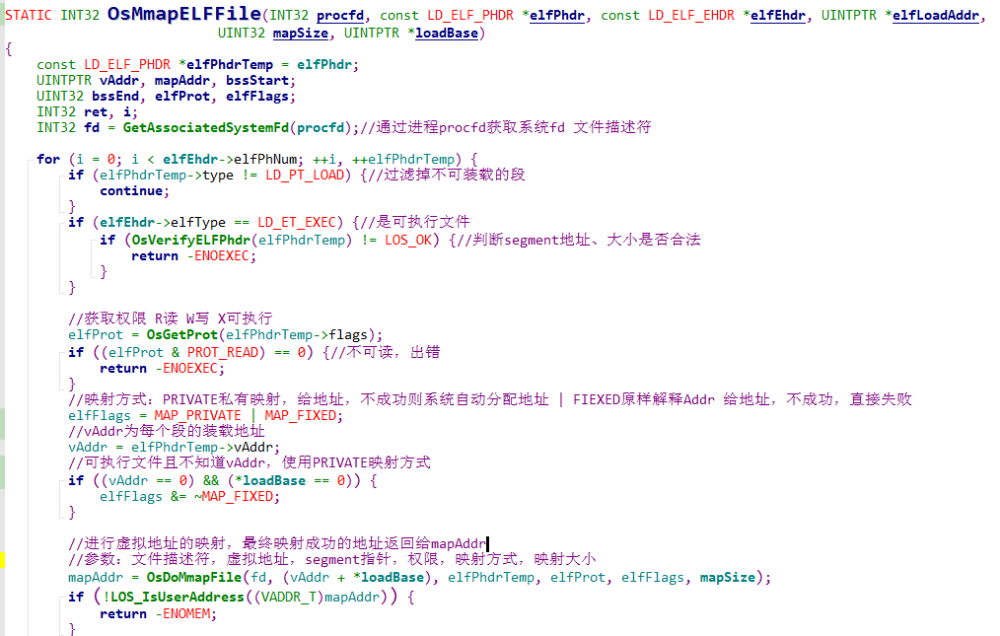 STATIC INT32 OsMmapELFFile(INT32 procfd, const LD_ELF_PHDR *elfPhdr, const LD_ELF_EHDR *elfEhdr, UINTPTR *elfLoadAddr,
UINT32 mapSize, UINTPTR *loadBase)
{
const LD_ELF_PHDR *elfPhdrTemp = elfPhdr;
UINTPTR vAddr, mapAddr, bssStart;
UINT32 bssEnd, elfProt, elfFlags;
INT32 ret, i;
INT32 fd = GetAssociatedSystemFd(procfd);//通过进程procfd获取系统fd 文件描述符
for (i = 0; i < elfEhdr->elfPhNum; ++i, ++elfPhdrTemp) {
if (elfPhdrTemp->type != LD_PT_LOAD) {//过滤掉不可装载的段
continue;
}
if (elfEhdr->elfType == LD_ET_EXEC) {//是可执行文件
if (OsVerifyELFPhdr(elfPhdrTemp) != LOS_OK) {//判断segment地址、大小是否合法
return -ENOEXEC;
}
}
//获取权限 R读 W写 X可执行
elfProt = OsGetProt(elfPhdrTemp->flags);
if ((elfProt & PROT_READ) == 0) {//不可读，出错
return -ENOEXEC;
}
//映射方式：PRIVATE私有映射，给地址，不成功则系统自动分配地址 | FIEXED原样解释Addr 给地址，不成功，直接失败
elfFlags = MAP_PRIVATE | MAP_FIXED;
//vAddr为每个段的装载地址
vAddr = elfPhdrTemp->vAddr;
//可执行文件且不知道vAddr，使用PRIVATE映射方式
if ((vAddr == 0) && (*loadBase == 0)) {
elfFlags &= ~MAP_FIXED;
}
//进行虚拟地址的映射，最终映射成功的地址返回给mapAddr
//参数：文件描述符，虚拟地址，segment指针，权限，映射方式，映射大小
mapAddr = OsDoMmapFile(fd, (vAddr + *loadBase), elfPhdrTemp, elfProt, elfFlags, mapSize);
if (!LOS_IsUserAddress((VADDR_T)mapAddr)) {
return -ENOMEM;
}